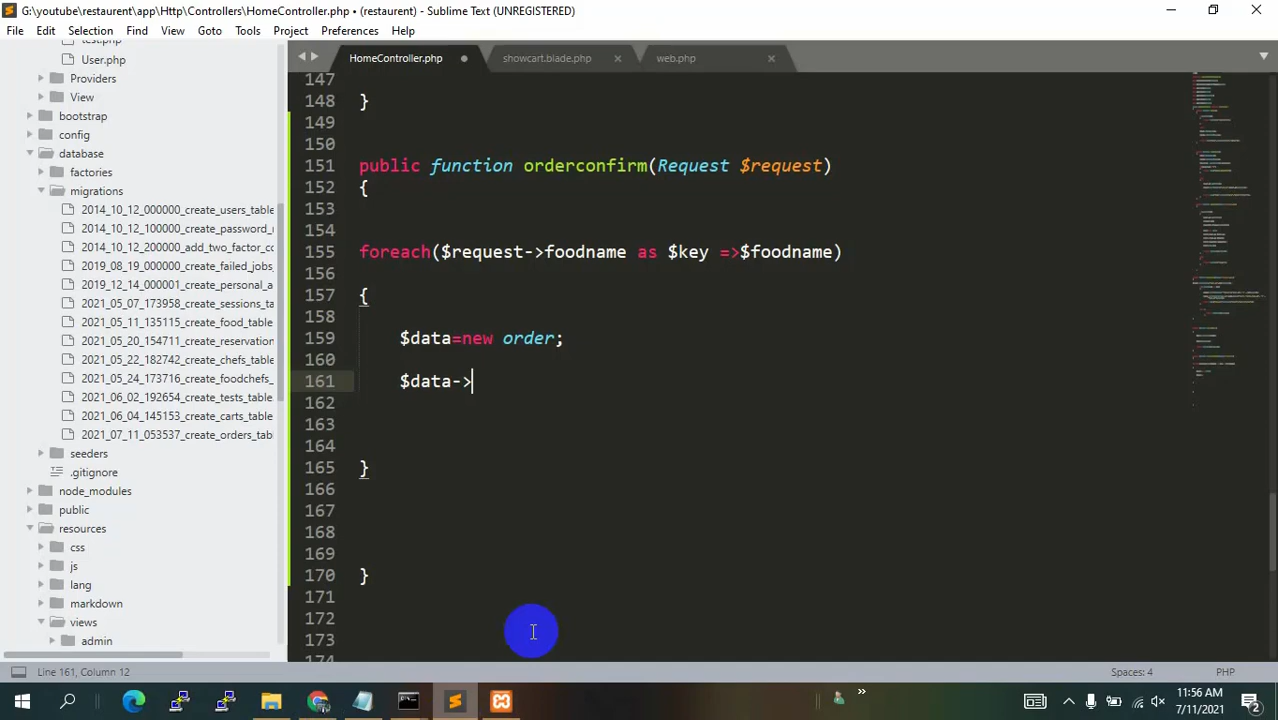 G:\youtube\restaurent\app\Http\Controllers\HomeController.php • (restaurent) - Sublime Text (UNREGISTERED)
File Edit Selection Find View Goto Tools Project Preferences Help
HomeController.php
showcart.blade.php
web.php
test.php
User.php
Providers
View
bootstrap
config
database
factories
migrations
2014_10_12_000000_create_users_table
2014_10_12_100000_create_password_r
2014_10_12_200000_add_two_factor_co
2019_08_19_000000_create_failed_jobs_
2019_12_14_000001_create_personal_a
2021_05_07_173958_create_sessions_ta
2021_05_11_135115_create_food_table
2021_05_20_154711_create_reservation
2021_05_22_182742_create_chefs_table
2021_05_24_173716_create_foodchefs_
2021_06_02_192654_create_tests_table
2021_06_04_145153_create_carts_table
2021_07_11_053537_create_orders_tab
seeders
.gitignore
node_modules
public
resources
css
js
lang
markdown
views
admin
147
148 }
149
150
151 public function orderconfirm(Request $request)
152 {
153
154
155 foreach($request->foodname as $key =>$foodname)
156
157 {
158
159 $data=new order;
160
161 $data->
162
163
164
165 }
166
167
168
169
170 }
171
172
173
174
Line 161, Column 12
Spaces: 4
PHP
11:56 AM
7/11/2021
2